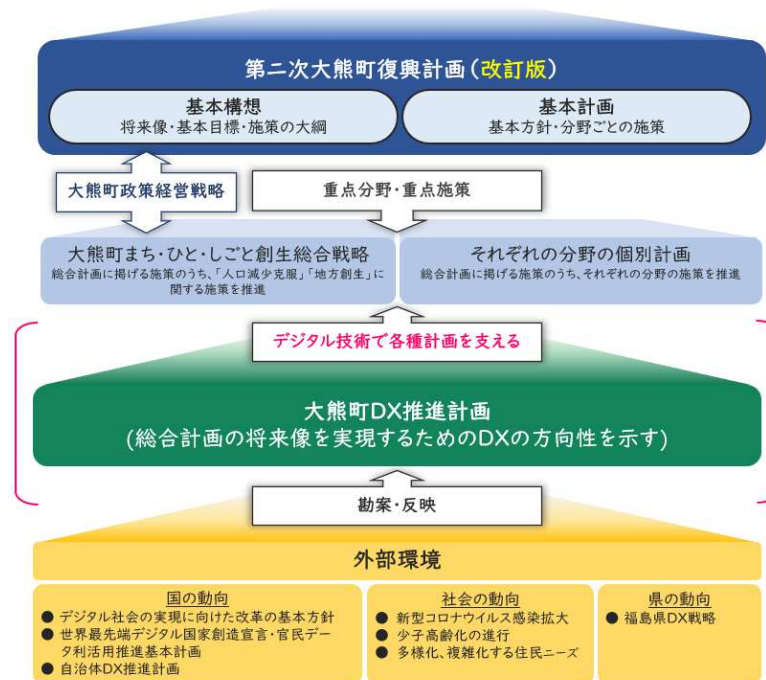 第二次大熊町復興計画(改訂版)
基本構想
将来像・基本目標・施策の大綱
基本計画
基本方針・分野ごとの施策
大熊町政策経営戦略
重点分野・重点施策
大熊町まち・ひと・しごと創生総合戦略
総合計画に掲げる施策のうち、「人口減少克服」「地方創生」に
関する施策を推進
それぞれの分野の個別計画
総合計画に掲げる施策のうち、それぞれの分野の施策を推進
デジタル技術で各種計画を支える
大熊町DX推進計画
(総合計画の将来像を実現するためのDXの方向性を示す)
勘案・反映
外部環境
国の動向
● デジタル社会の実現に向けた改革の基本方針
● 世界最先端デジタル国家創造宣言・官民デー
タ利活用推進基本計画
● 自治体DX推進計画
社会の動向
● 新型コロナウイルス感染拡大
● 少子高齢化の進行
● 多様化、複雑化する住民ニーズ
県の動向
● 福島県DX戦略